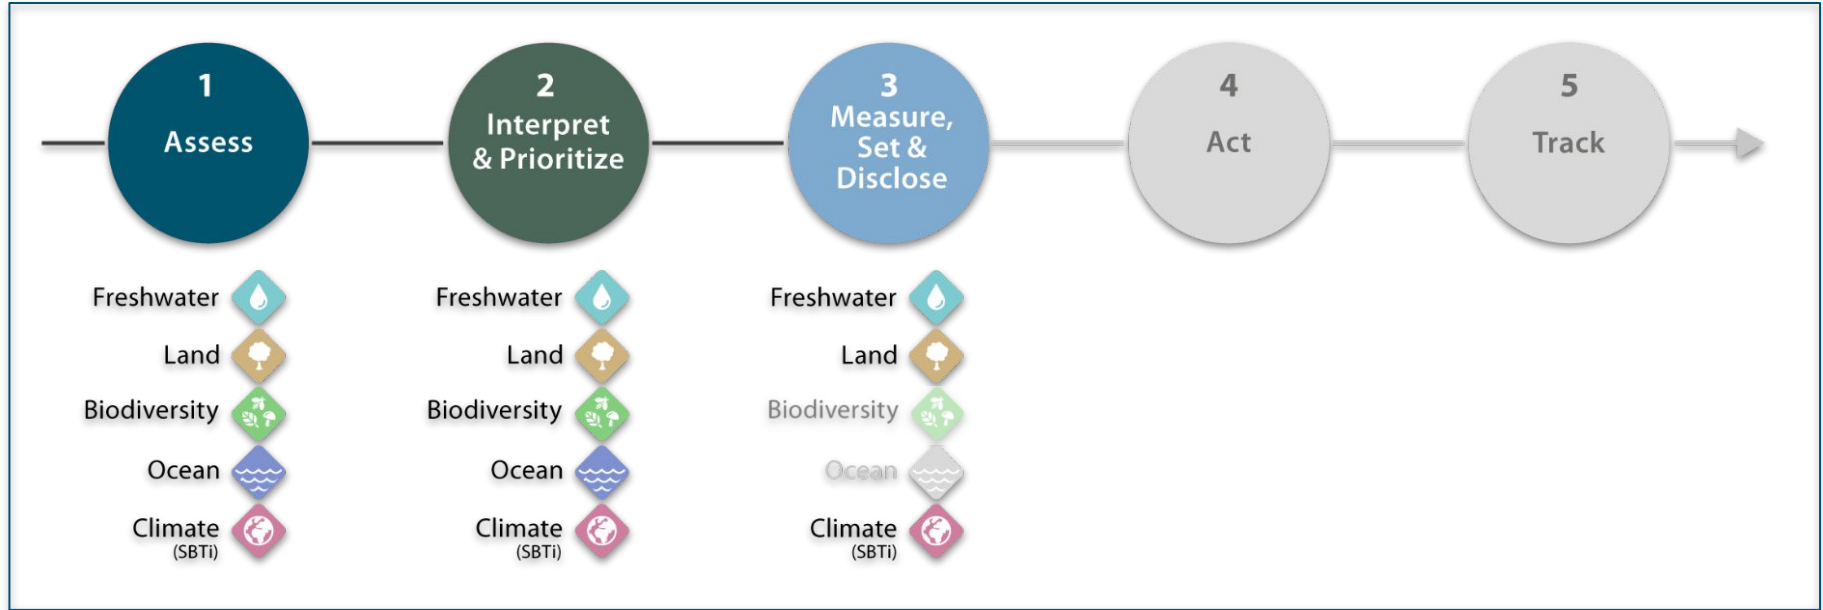 1
Assess
2
Interpret
& Prioritize
3
Measure,
Set &
Disclose
4
Act
5
Track
Freshwater
Land
Biodiversity
Ocean
Climate
(SBTi)
Freshwater
Land
Biodiversity
Ocean
Climate
(SBTi)
Freshwater
Land
Biodiversity
Ocean
Climate
(SBTi)